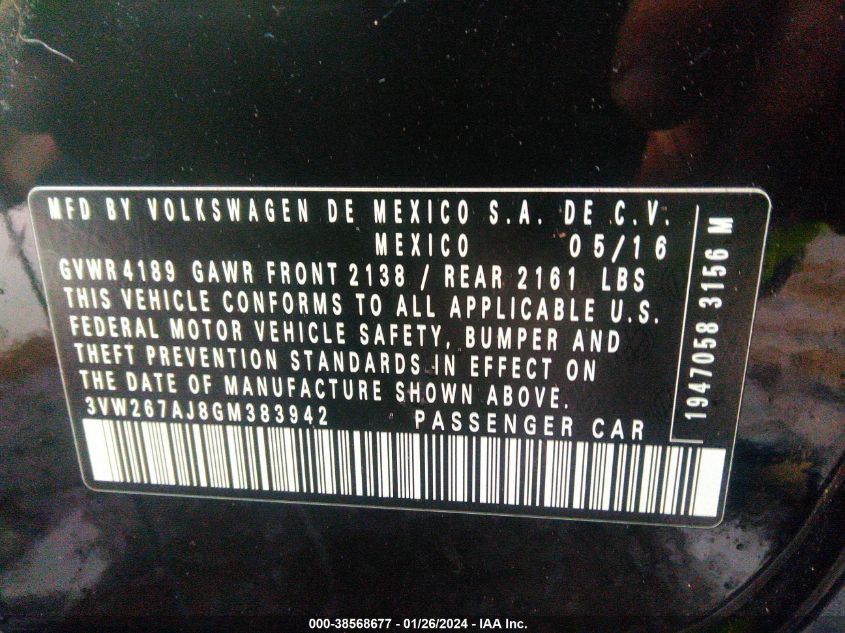 MFD BY VOLKSWAGEN DE MEXICO S.A. DE C.V.
MEXICO 05/16
GVWR 4189 GAWR FRONT 2138 / REAR 2161 LBS
THIS VEHICLE CONFORMS TO ALL APPLICABLE U.S.
FEDERAL MOTOR VEHICLE SAFETY, BUMPER AND
THEFT PREVENTION STANDARDS IN EFFECT ON
THE DATE OF MANUFACTURE SHOWN ABOVE.
3VW267AJ8GM383942 PASSENGER CAR
1947058 3156 M
000-38568677 - 01/26/2024 - IAA Inc.